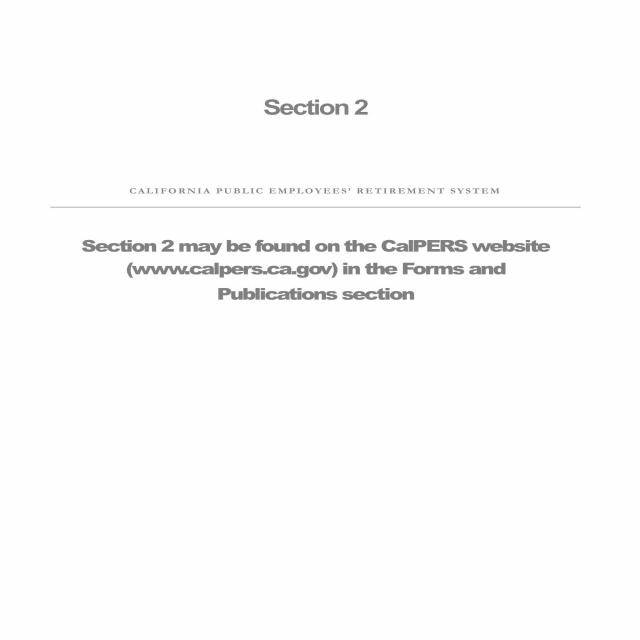 Section 2
CALIFORNIA PUBLIC EMPLOYEES' RETIREMENT SYSTEM
Section 2 may be found on the CalPERS website
(www.calpers.ca.gov) in the Forms and
Publications section